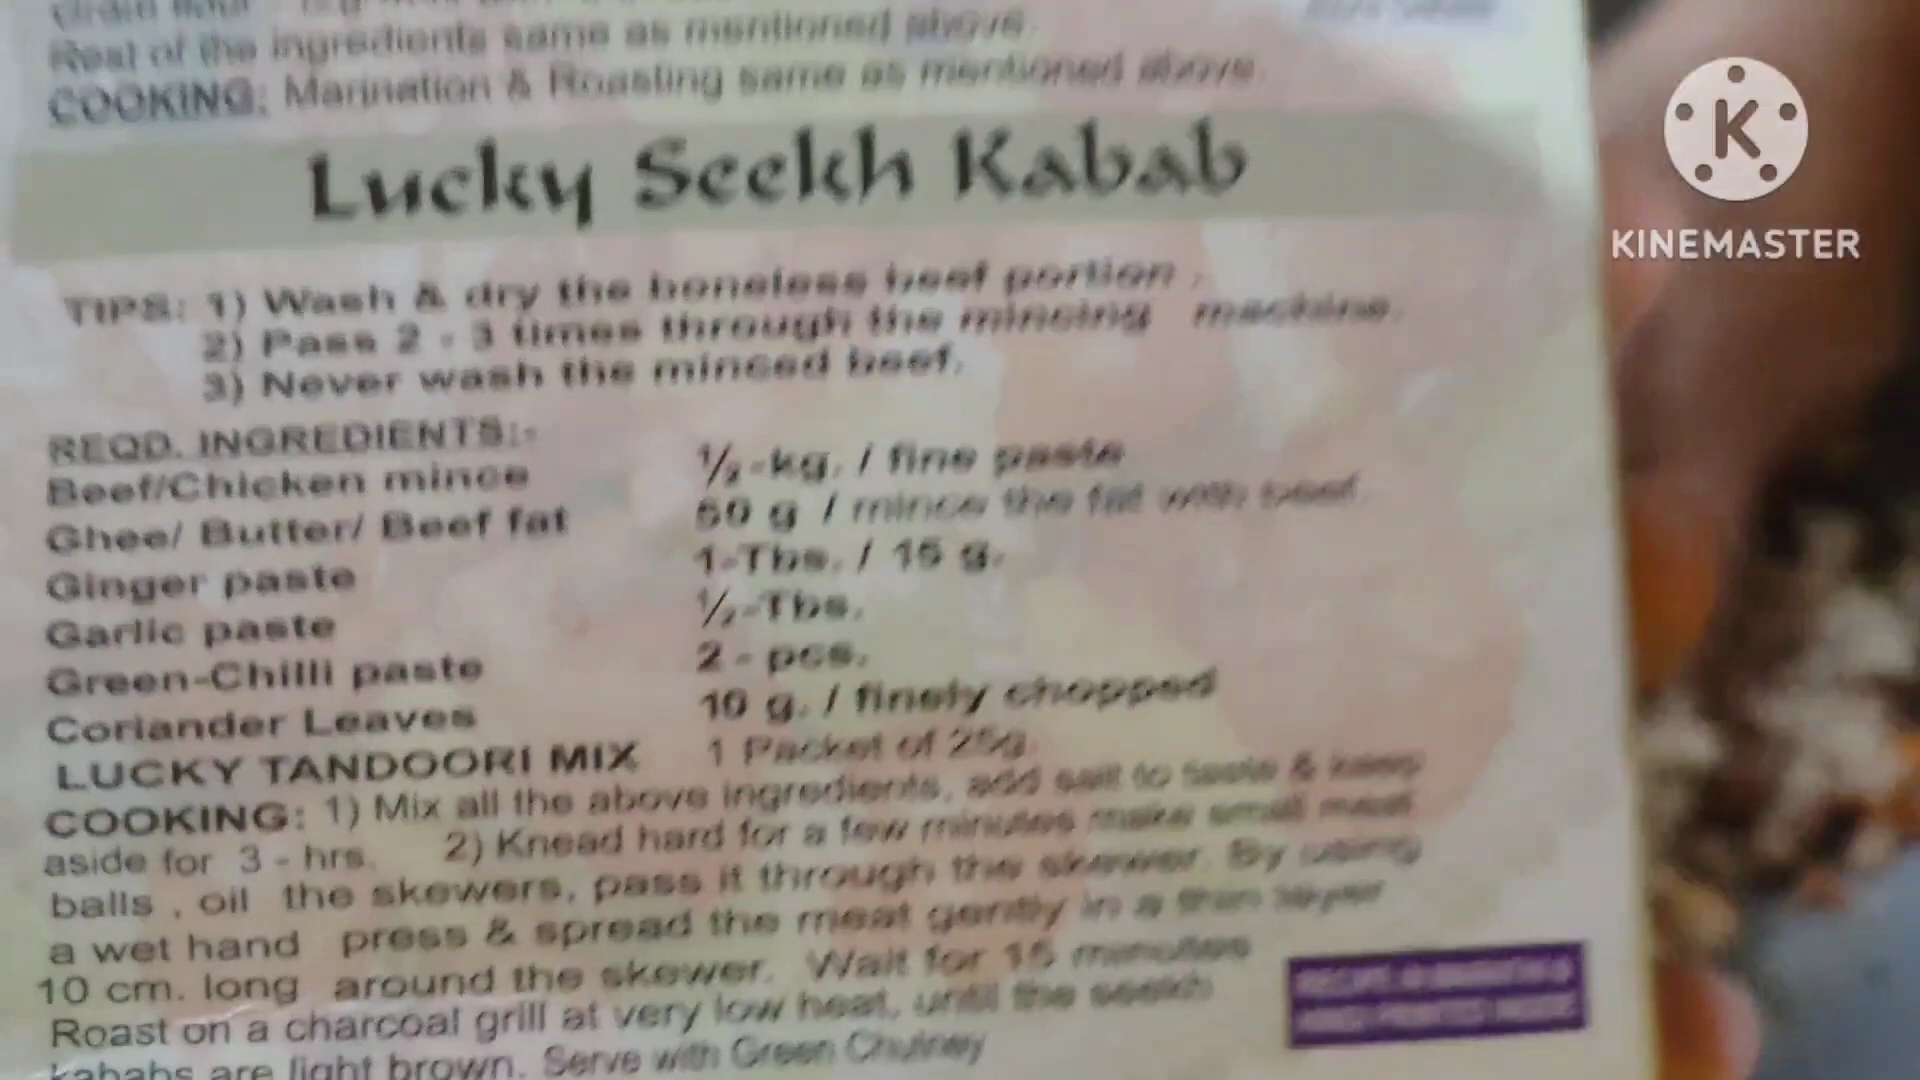 Rest of the ingredients same as mentioned above.
COOKING: Marination & Roasting same as mentioned above.
Lucky Seekh Kabab
TIPS: 1) Wash & dry the boneless beef portion.
2) Pass 2 - 3 times through the mincing machine.
3) Never wash the minced beef.
REQD. INGREDIENTS:-
Beef/Chicken mince ½-kg. / fine paste
Ghee/ Butter/ Beef fat 50 g / mince the fat with beef.
Ginger paste 1-Tbs. / 15 g.
Garlic paste ½-Tbs.
Green-Chilli paste 2 - pcs.
Coriander Leaves 10 g. / finely chopped
LUCKY TANDOORI MIX 1 Packet of 25g.
COOKING: 1) Mix all the above ingredients, add salt to taste & keep
aside for 3 - hrs. 2) Knead hard for a few minutes make small meat
balls , oil the skewers, pass it through the skewer. By using
a wet hand press & spread the meat gently in a thin layer
10 cm. long around the skewer. Wait for 15 minutes
Roast on a charcoal grill at very low heat, until the seekh
kababs are light brown. Serve with Green Chutney
KINEMASTER